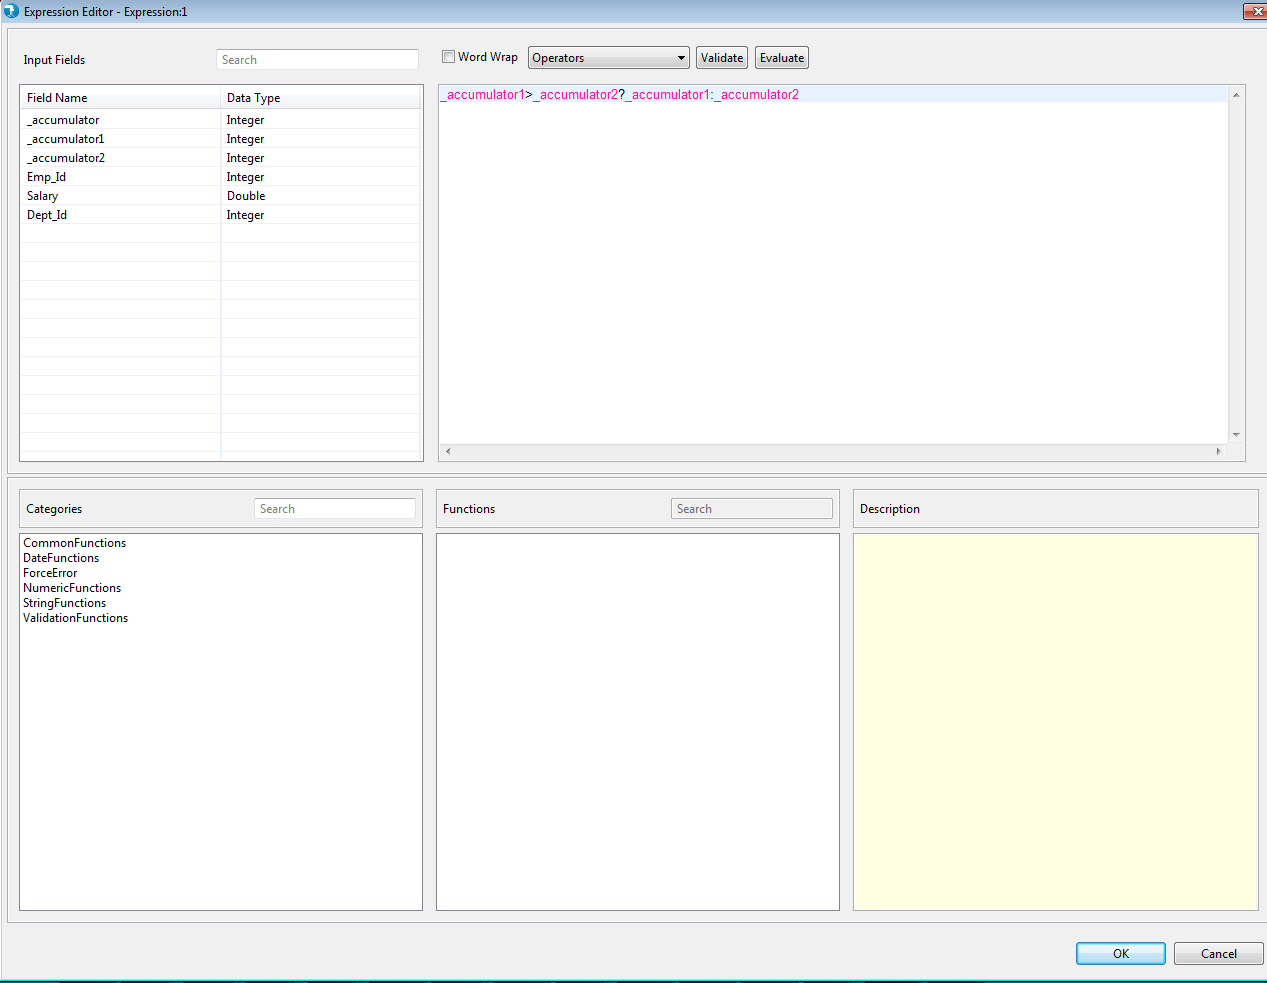 Expression Editor - Expression:1
Input Fields
Search
Word Wrap
Operators
Validate
Evaluate
Field Name Data Type
_accumulator Integer
_accumulator1 Integer
_accumulator2 Integer
Emp_Id Integer
Salary Double
Dept_Id Integer
_accumulator1>_accumulator2?_accumulator1:_accumulator2
Categories
Search
CommonFunctions
DateFunctions
ForceError
NumericFunctions
StringFunctions
ValidationFunctions
Functions
Search
Description
OK
Cancel